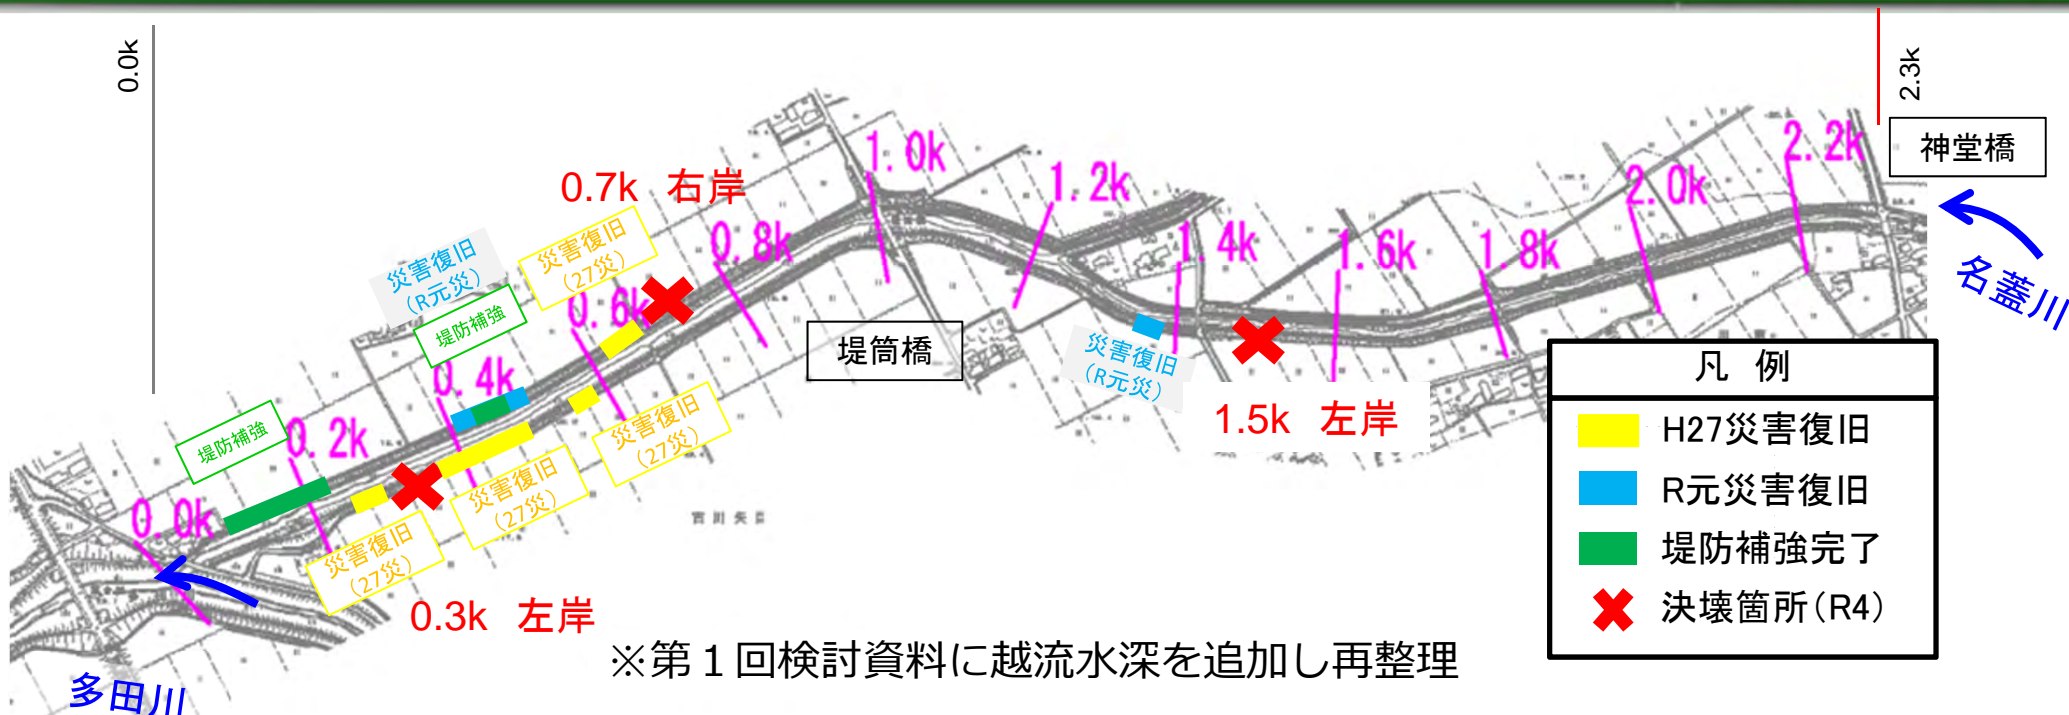 0.0k
2.3k
神堂橋
名蓋川
2.2k
2.0k
1.8k
1.6k
1.4k
1.2k
1.0k
0.7k 右岸
0.8k
災害復旧
(27災)
災害復旧
(R元災)
堤防補強
0.6k
0.4k
堤筒橋
災害復旧
(R元災)
1.5k 左岸
堤防補強
0.2k
0.0k
災害復旧
(27災)
災害復旧
(27災)
災害復旧
(27災)
0.3k 左岸
多田川
※第1回検討資料に越流水深を追加し再整理
凡 例
H27災害復旧
R元災害復旧
堤防補強完了
決壊箇所(R4)